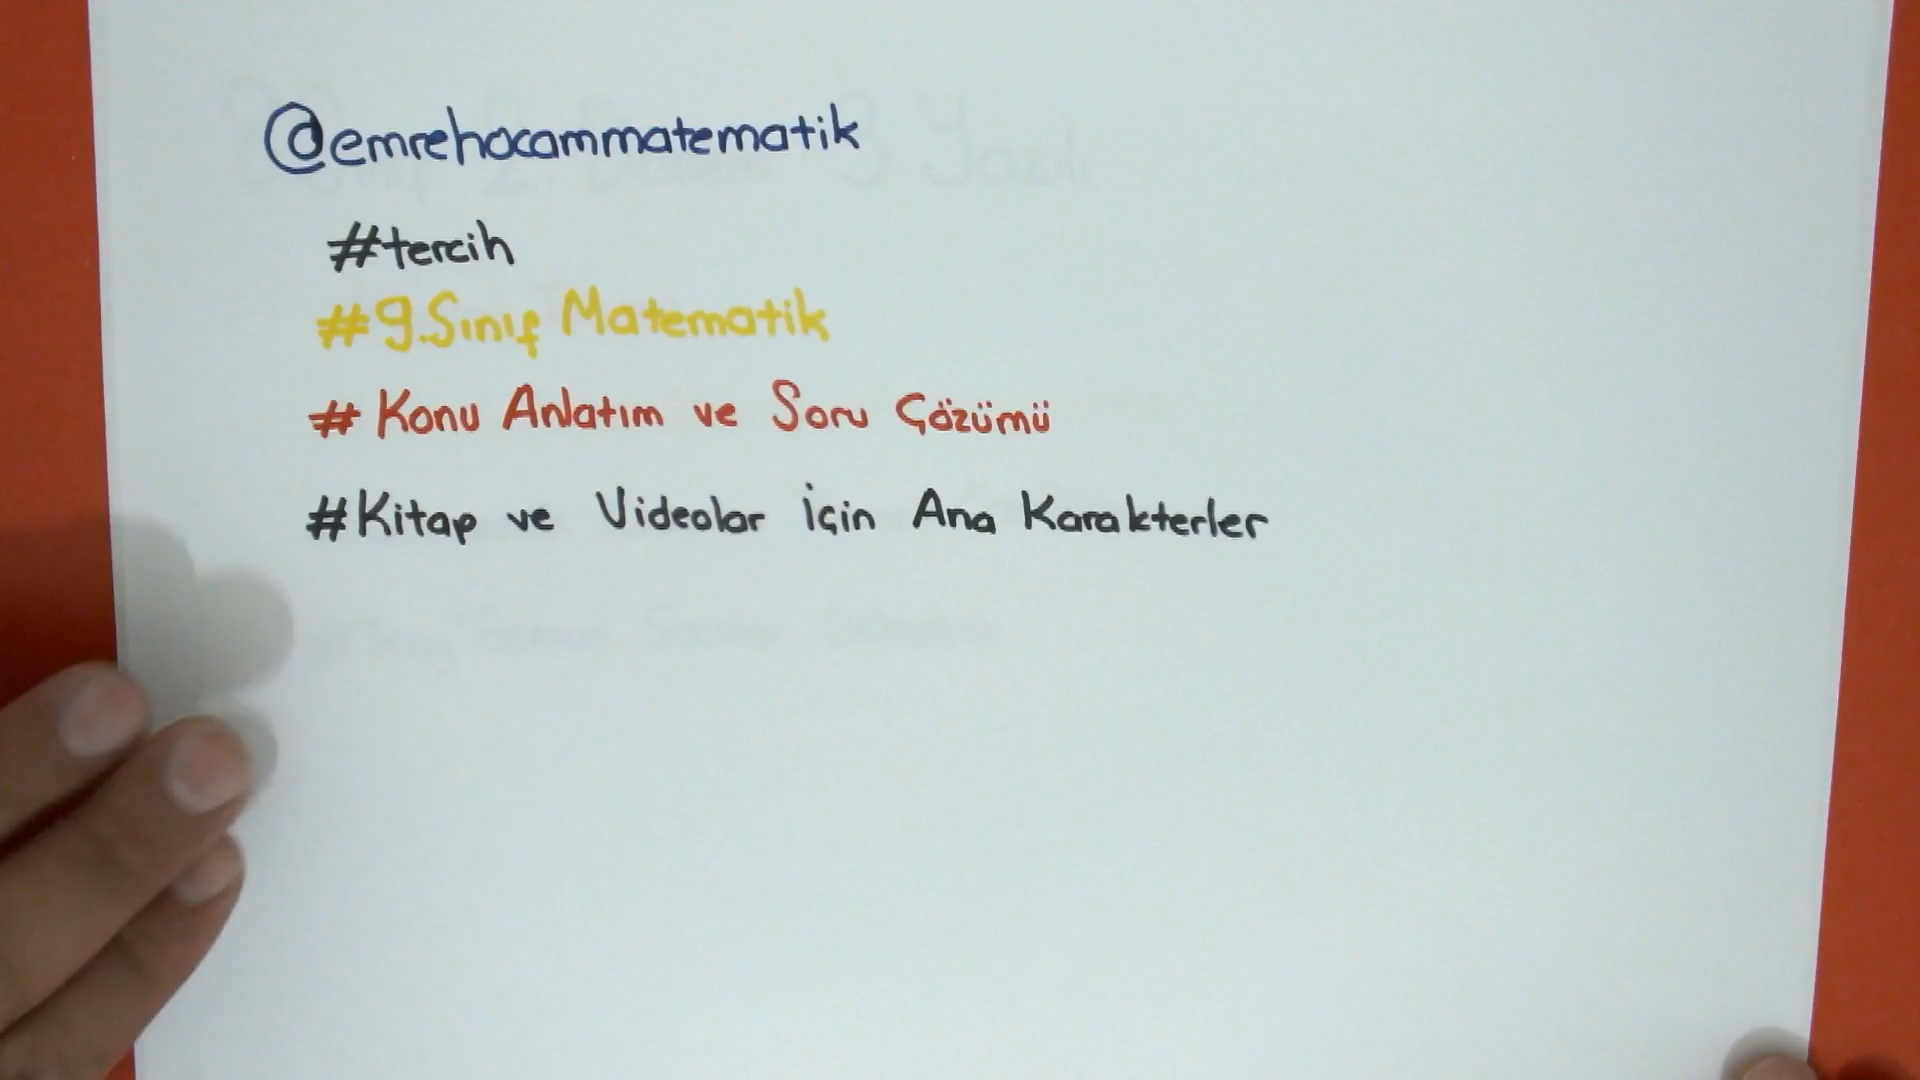 @emrehocammatematik
#tercih
#9.Sınıf Matematik
# Konu Anlatım ve Soru Çözümü
#Kitap ve Videolar İçin Ana Karakterler